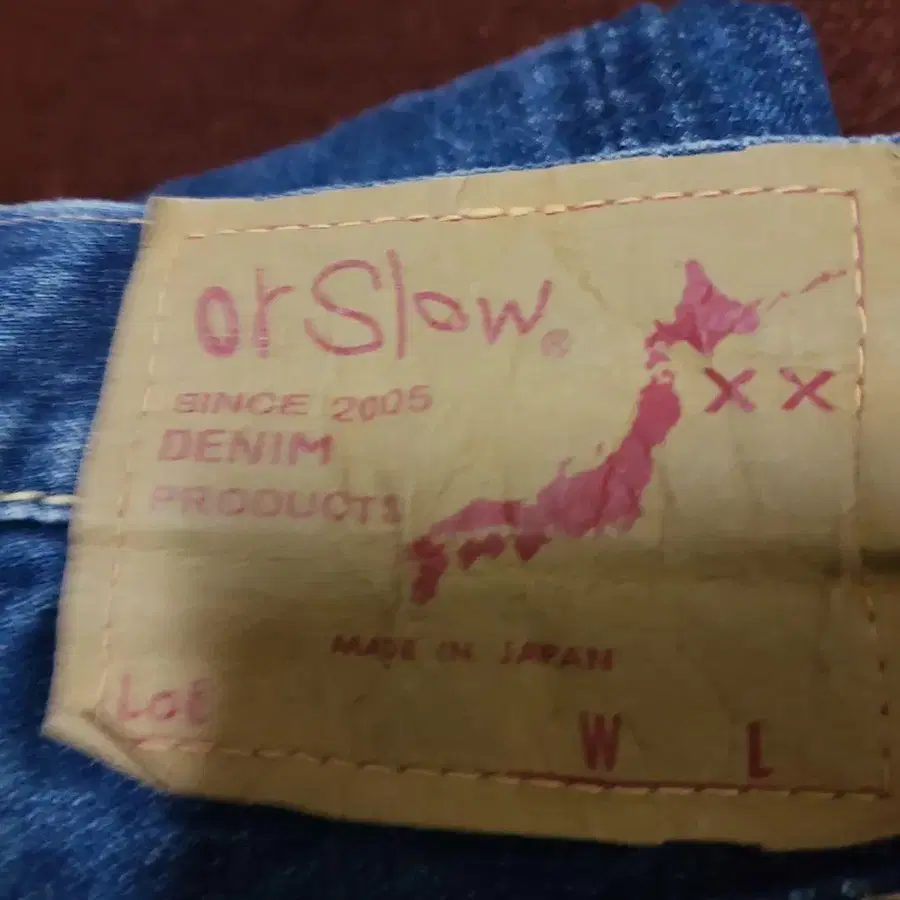 orSlow®
SINCE 2005
DENIM
PRODUCTS
XX
MADE IN JAPAN
Lot
W L